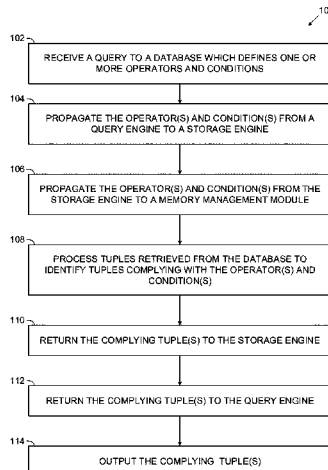 10
102
RECEIVE A QUERY TO A DATABASE WHICH DEFINES ONE OR
MORE OPERATORS AND CONDITIONS
104
PROPAGATE THE OPERATOR(S) AND CONDITION(S) FROM A
QUERY ENGINE TO A STORAGE ENGINE
106
PROPAGATE THE OPERATOR(S) AND CONDITION(S) FROM THE
STORAGE ENGINE TO A MEMORY MANAGEMENT MODULE
108
PROCESS TUPLES RETRIEVED FROM THE DATABASE TO
IDENTIFY TUPLES COMPLYING WITH THE OPERATOR(S) AND
CONDITION(S)
110
RETURN THE COMPLYING TUPLE(S) TO THE STORAGE ENGINE
112
RETURN THE COMPLYING TUPLE(S) TO THE QUERY ENGINE
114
OUTPUT THE COMPLYING TUPLE(S)